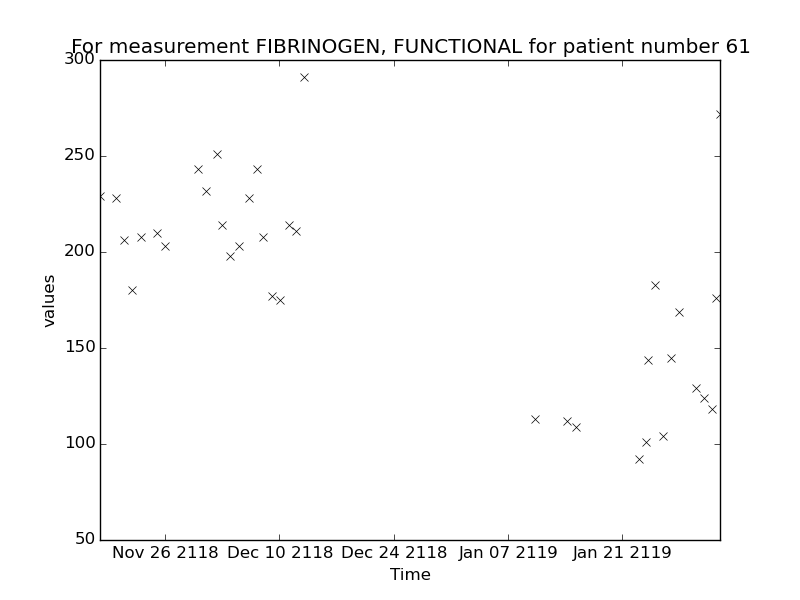 For measurement FIBRINOGEN, FUNCTIONAL for patient number 61
300
250
200
150
100
50
values
Nov 26 2118 Dec 10 2118 Dec 24 2118 Jan 07 2119 Jan 21 2119
Time